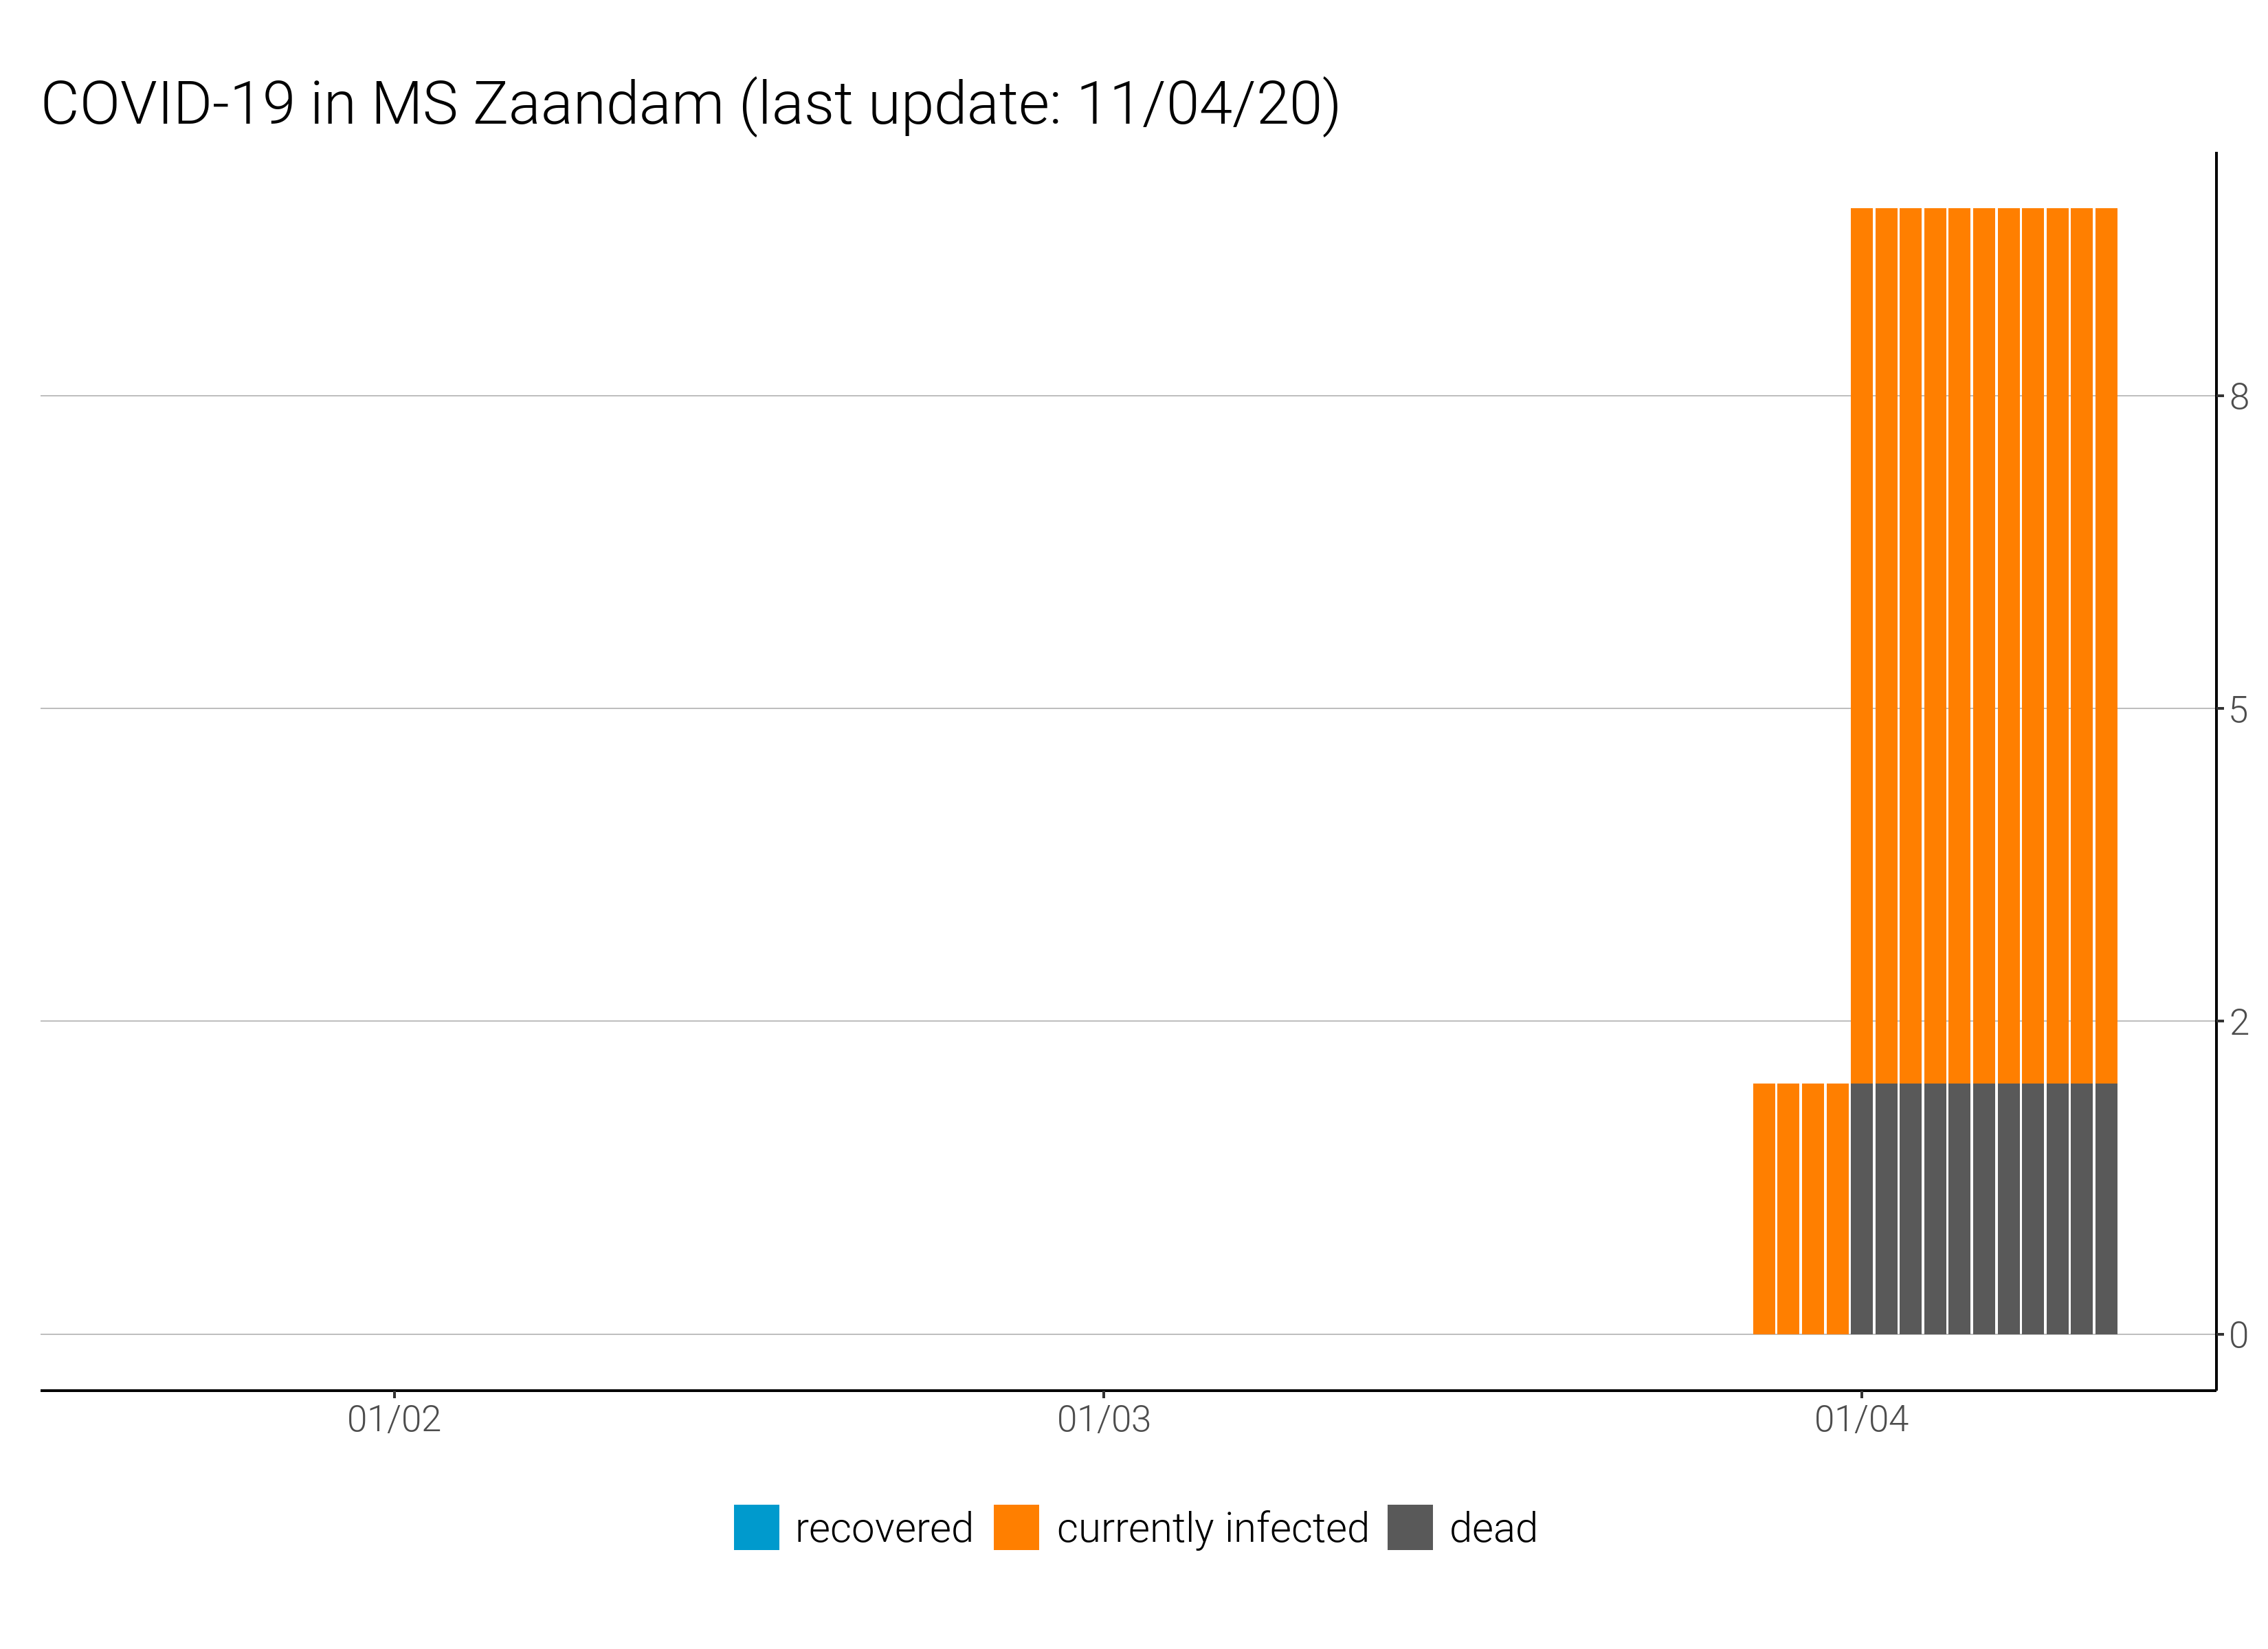 COVID-19 in MS Zaandam (last update: 11/04/20)
8
5
2
0
01/02 01/03 01/04
recovered currently infected dead